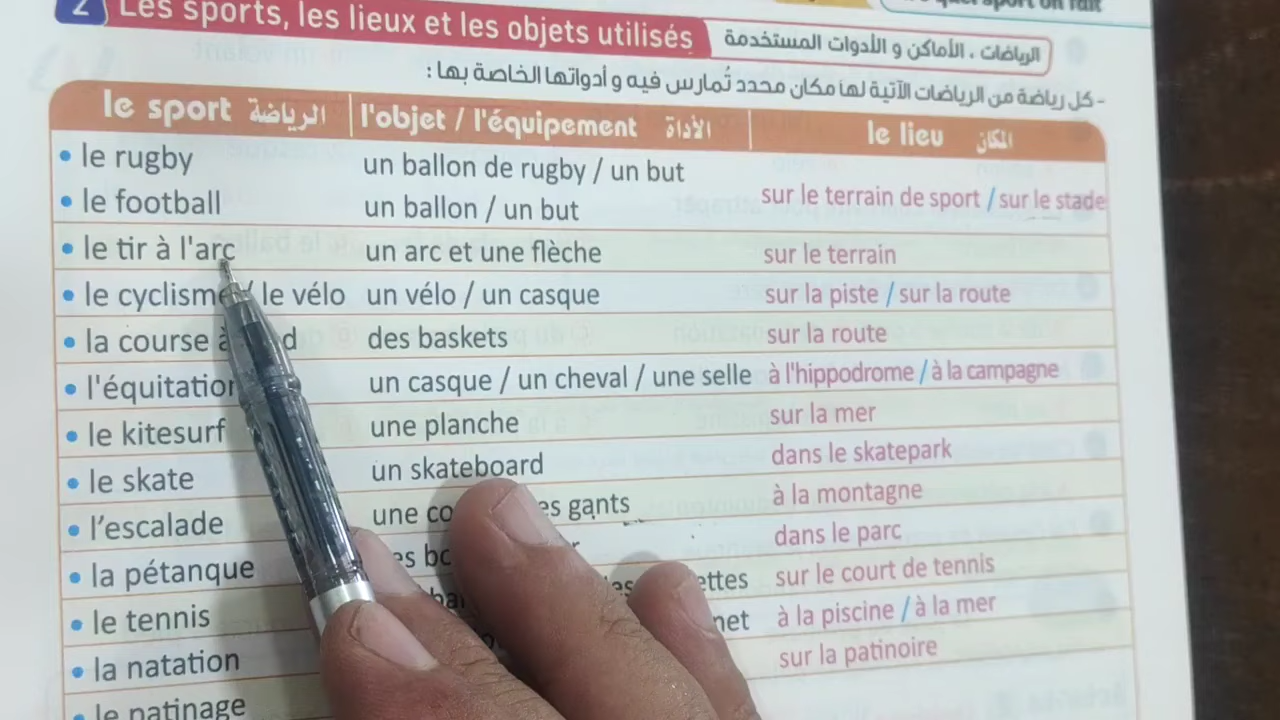 2 Les sports, les lieux et les objets utilisés الرياضات ، الأماكن و الأدوات المستخدمة
- كل رياضة من الرياضات الآتية لها مكان محدد تُمارس فيه و أدواتها الخاصة بها :
le sport الرياضة l'objet / l'équipement الأداة le lieu المكان
• le rugby un ballon de rugby / un but
sur le terrain de sport / sur le stade
• le football un ballon / un but
• le tir à l'arc un arc et une flèche sur le terrain
• le cyclisme / le vélo un vélo / un casque sur la piste / sur la route
• la course à des baskets sur la route
• l'équitation un casque / un cheval / une selle à l'hippodrome / à la campagne
• le kitesurf une planche sur la mer
• le skate un skateboard dans le skatepark
• l'escalade une gants à la montagne
• la pétanque dans le parc
• le tennis sur le court de tennis
• la natation à la piscine / à la mer
• le patinage sur la patinoire